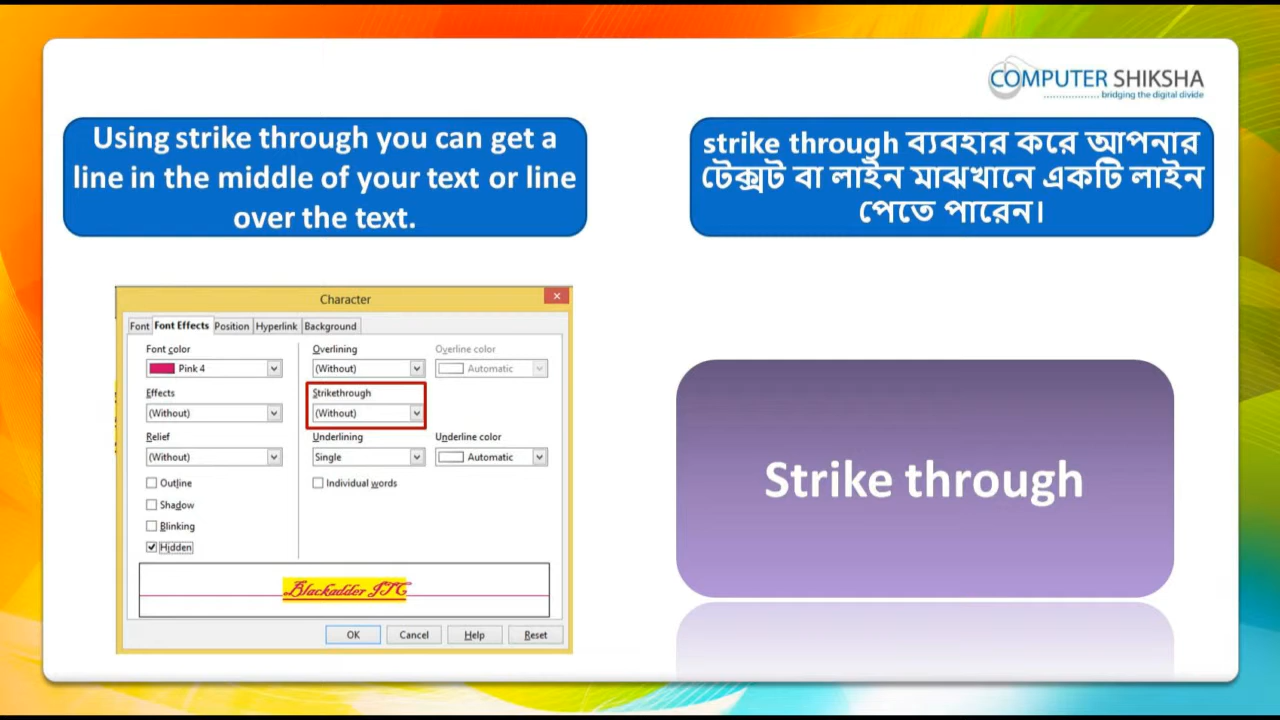 COMPUTER SHIKSHA
bridging the digital divide
Using strike through you can get a
line in the middle of your text or line
over the text.
strike through ব্যবহার করে আপনার
টেক্সট বা লাইন মাঝখানে একটি লাইন
পেতে পারেন।
Character
Font Font Effects Position Hyperlink Background
Font color Overlining Overline color
Pink 4 (Without) Automatic
Effects Strikethrough
(Without) (Without)
Relief Underlining Underline color
(Without) Single Automatic
Outline Individual words
Shadow
Blinking
Hidden
Blackadder ITC
OK Cancel Help Reset
Strike through